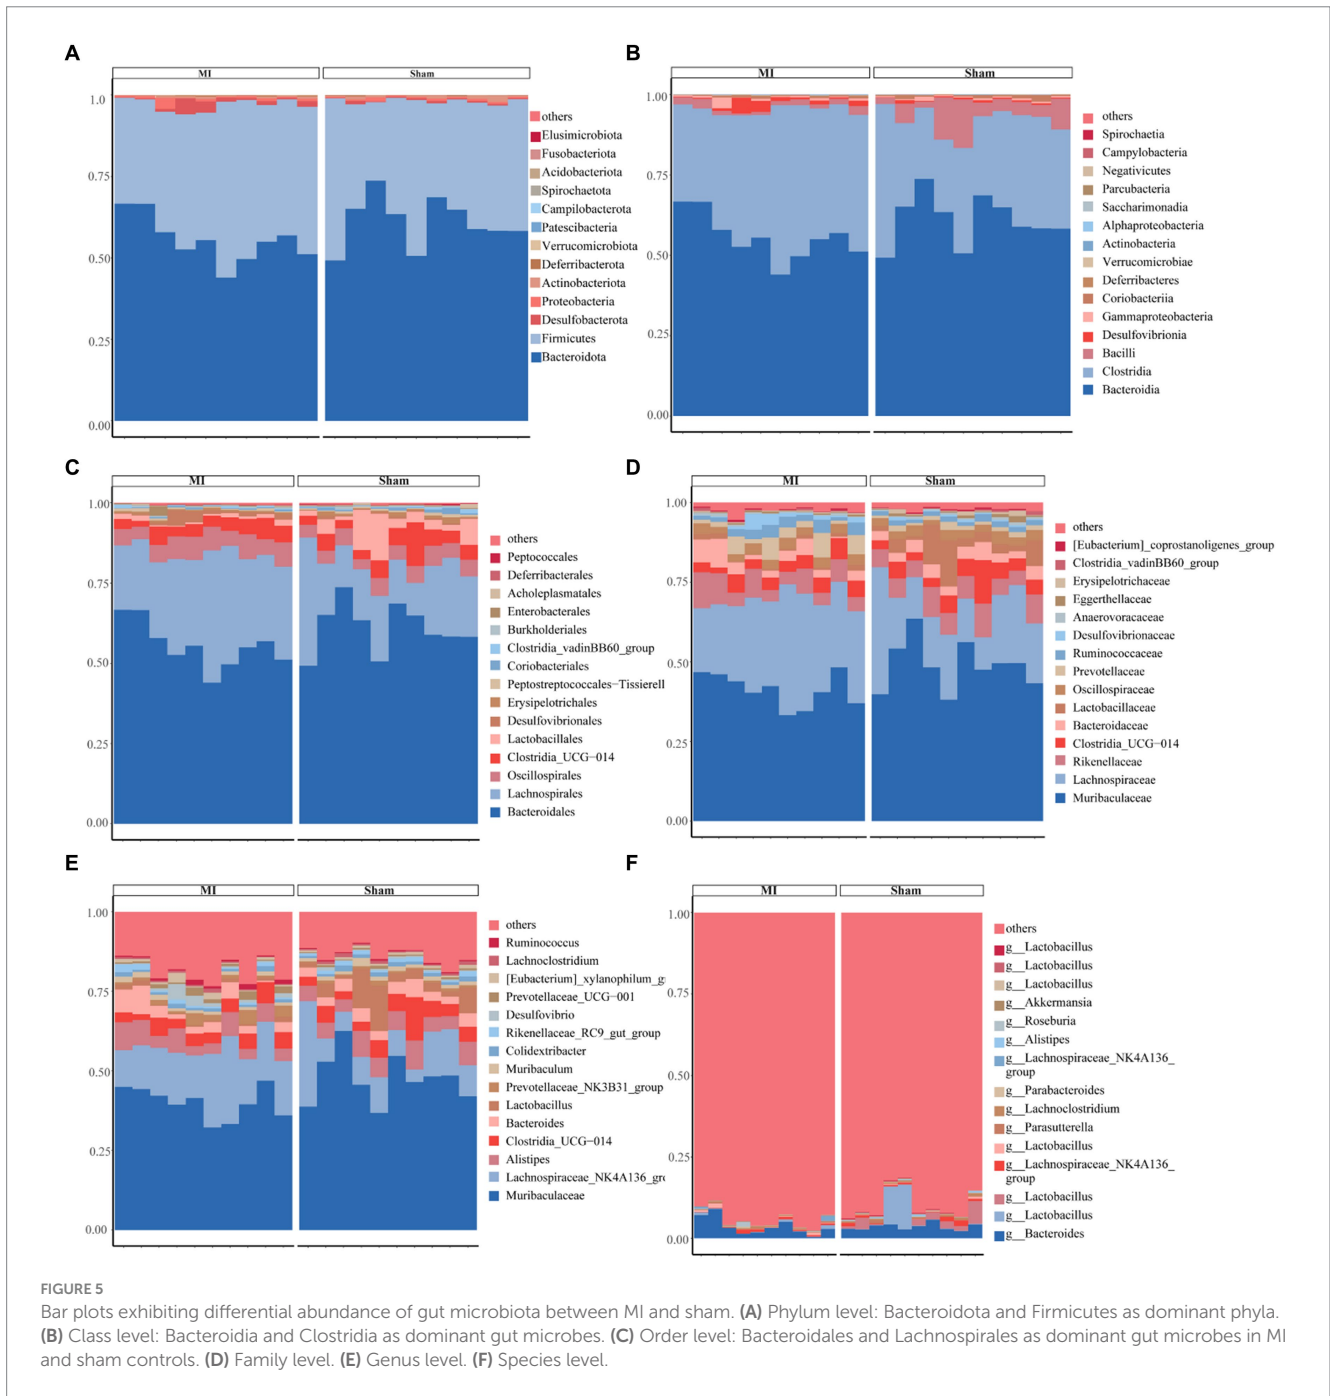 A
MI
Sham
1.0
0.75
0.50
0.25
0.00
others
Elusimicrobiota
Fusobacteriota
Acidobacteriota
Spirochaetota
Campilobacterota
Patescibacteria
Verrucomicrobiota
Deferribacterota
Actinobacteriota
Proteobacteria
Desulfobacterota
Firmicutes
Bacteroidota
B
MI
Sham
1.00
0.75
0.50
0.25
0.00
others
Spirochaetia
Campylobacteria
Negativicutes
Parcubacteria
Saccharimonadia
Alphaproteobacteria
Actinobacteria
Verrucomicrobiae
Deferribacteres
Coriobacteriia
Gammaproteobacteria
Desulfovibrionia
Bacilli
Clostridia
Bacteroidia
C
MI
Sham
1.00
0.75
0.50
0.25
0.00
others
Peptococcales
Deferribacterales
Acholeplasmatales
Enterobacterales
Burkholderiales
Clostridia_vadinBB60_group
Coriobacteriales
Peptostreptococcales−Tissierell
Erysipelotrichales
Desulfovibrionales
Lactobacillales
Clostridia_UCG−014
Oscillospirales
Lachnospirales
Bacteroidales
D
MI
Sham
1.00
0.75
0.50
0.25
0.00
others
[Eubacterium]_coprostanoligenes_group
Clostridia_vadinBB60_group
Erysipelotrichaceae
Eggerthellaceae
Anaerovoracaceae
Desulfovibrionaceae
Ruminococcaceae
Prevotellaceae
Oscillospiraceae
Lactobacillaceae
Bacteroidaceae
Clostridia_UCG−014
Rikenellaceae
Lachnospiraceae
Muribaculaceae
E
MI
Sham
1.00
0.75
0.50
0.25
0.00
others
Ruminococcus
Lachnoclostridium
[Eubacterium]_xylanophilum_g
Prevotellaceae_UCG−001
Desulfovibrio
Rikenellaceae_RC9_gut_group
Colidextribacter
Muribaculum
Prevotellaceae_NK3B31_group
Lactobacillus
Bacteroides
Clostridia_UCG−014
Alistipes
Lachnospiraceae_NK4A136_gro
Muribaculaceae
F
MI
Sham
1.00
0.75
0.50
0.25
0.00
others
g__Lactobacillus
g__Lactobacillus
g__Lactobacillus
g__Akkermansia
g__Roseburia
g__Alistipes
g__Lachnospiraceae_NK4A136_
group
g__Parabacteroides
g__Lachnoclostridium
g__Parasutterella
g__Lactobacillus
g__Lachnospiraceae_NK4A136_
group
g__Lactobacillus
g__Lactobacillus
g__Bacteroides
FIGURE 5
Bar plots exhibiting differential abundance of gut microbiota between MI and sham. (A) Phylum level: Bacteroidota and Firmicutes as dominant phyla.
(B) Class level: Bacteroidia and Clostridia as dominant gut microbes. (C) Order level: Bacteroidales and Lachnospirales as dominant gut microbes in MI
and sham controls. (D) Family level. (E) Genus level. (F) Species level.